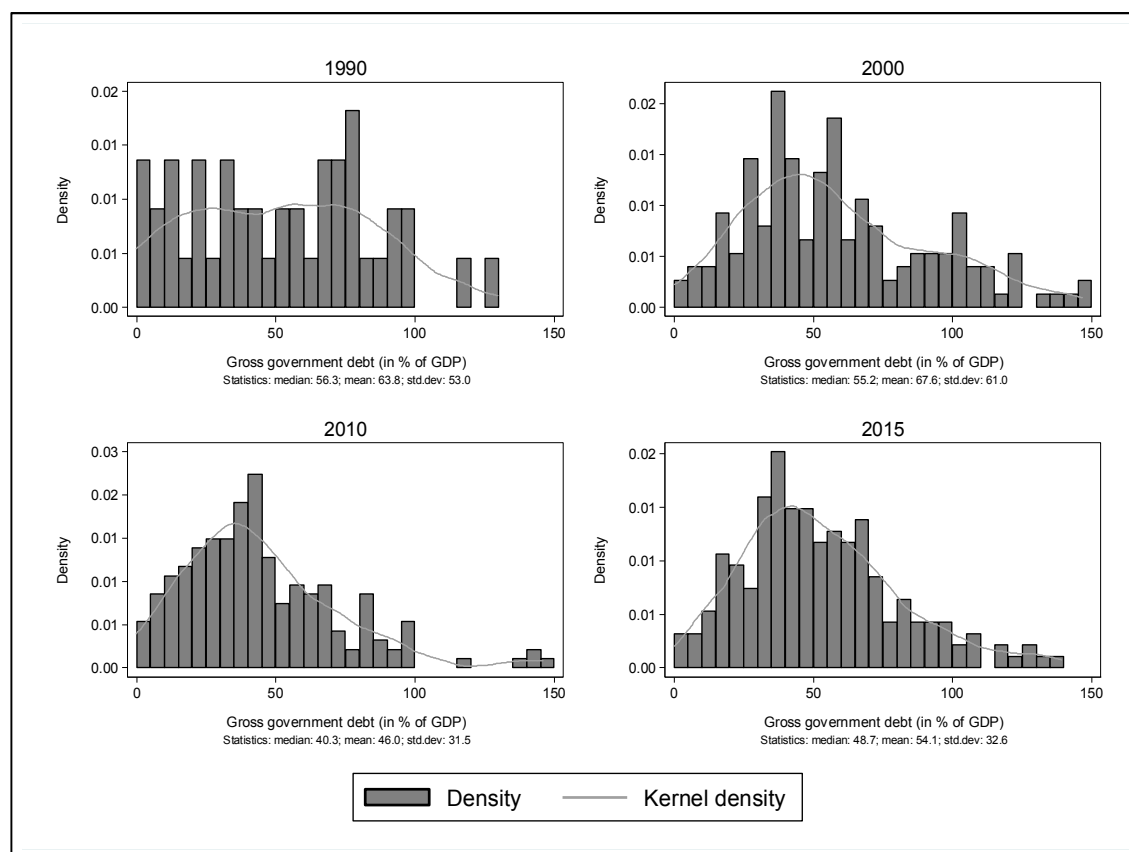 1990
0.02
0.01
0.01
0.01
0.00
Density
0 50 100 150
Gross government debt (in % of GDP)
Statistics: median: 56.3; mean: 63.8; std.dev: 53.0
2000
0.02
0.01
0.01
0.01
0.00
Density
0 50 100 150
Gross government debt (in % of GDP)
Statistics: median: 55.2; mean: 67.6; std.dev: 61.0
2010
0.03
0.02
0.01
0.01
0.01
0.00
Density
0 50 100 150
Gross government debt (in % of GDP)
Statistics: median: 40.3; mean: 46.0; std.dev: 31.5
2015
0.02
0.01
0.01
0.01
0.00
Density
0 50 100 150
Gross government debt (in % of GDP)
Statistics: median: 48.7; mean: 54.1; std.dev: 32.6
Density Kernel density